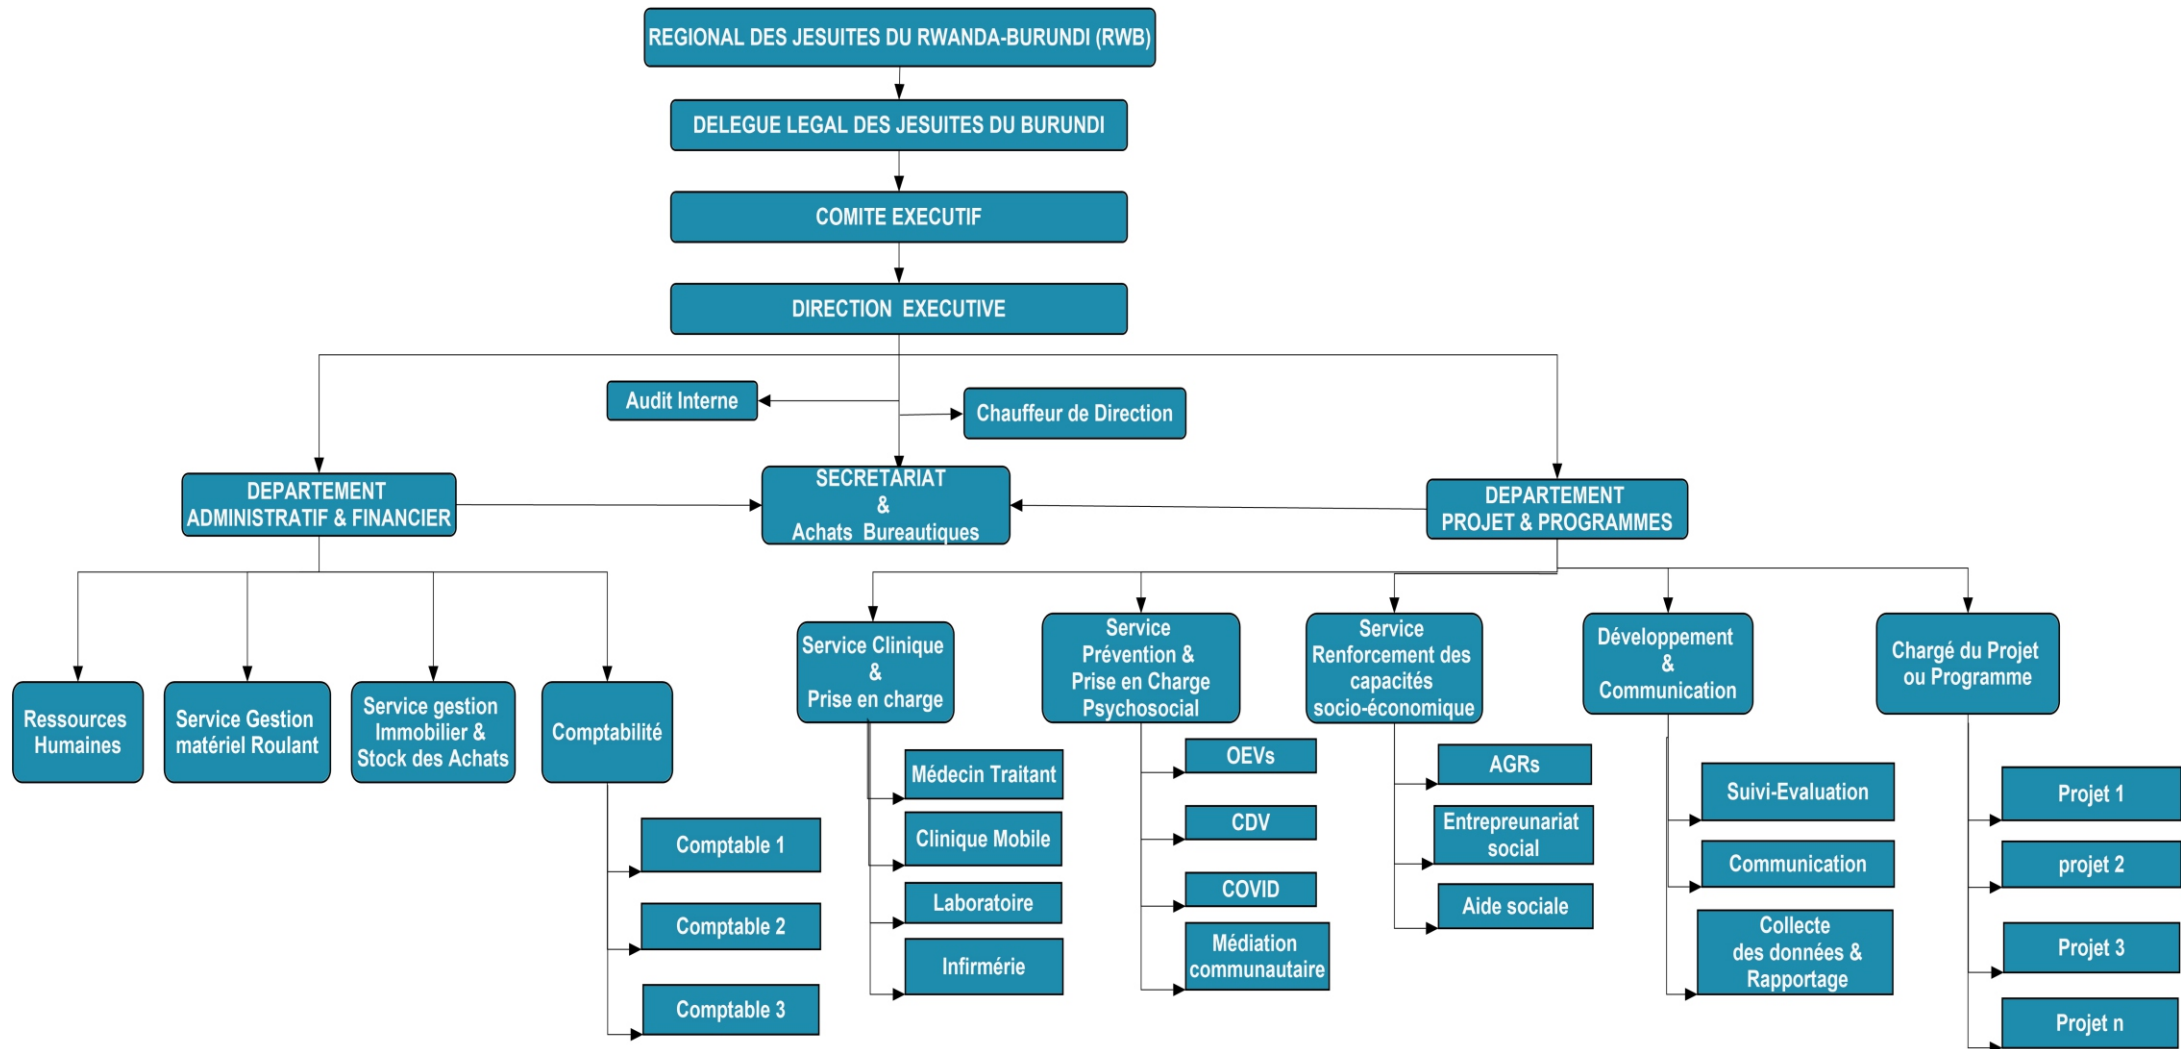 REGIONAL DES JESUITES DU RWANDA-BURUNDI (RWB)
DELEGUE LEGAL DES JESUITES DU BURUNDI
COMITE EXECUTIF
DIRECTION EXECUTIVE
Audit Interne
Chauffeur de Direction
DEPARTEMENT
ADMINISTRATIF & FINANCIER
SECRETARIAT
&
Achats Bureautiques
DEPARTEMENT
PROJET & PROGRAMMES
Ressources
Humaines
Service Gestion
matériel Roulant
Service gestion
Immobilier &
Stock des Achats
Comptabilité
Comptable 1
Comptable 2
Comptable 3
Service Clinique
&
Prise en charge
Médecin Traitant
Clinique Mobile
Laboratoire
Infirmérie
Service
Prévention &
Prise en Charge
Psychosocial
OEVs
CDV
COVID
Médiation
communautaire
Service
Renforcement des
capacités
socio-économique
AGRs
Entrepreunariat
social
Aide sociale
Développement
&
Communication
Suivi-Evaluation
Communication
Collecte
des données &
Rapportage
Chargé du Projet
ou Programme
Projet 1
projet 2
Projet 3
Projet n